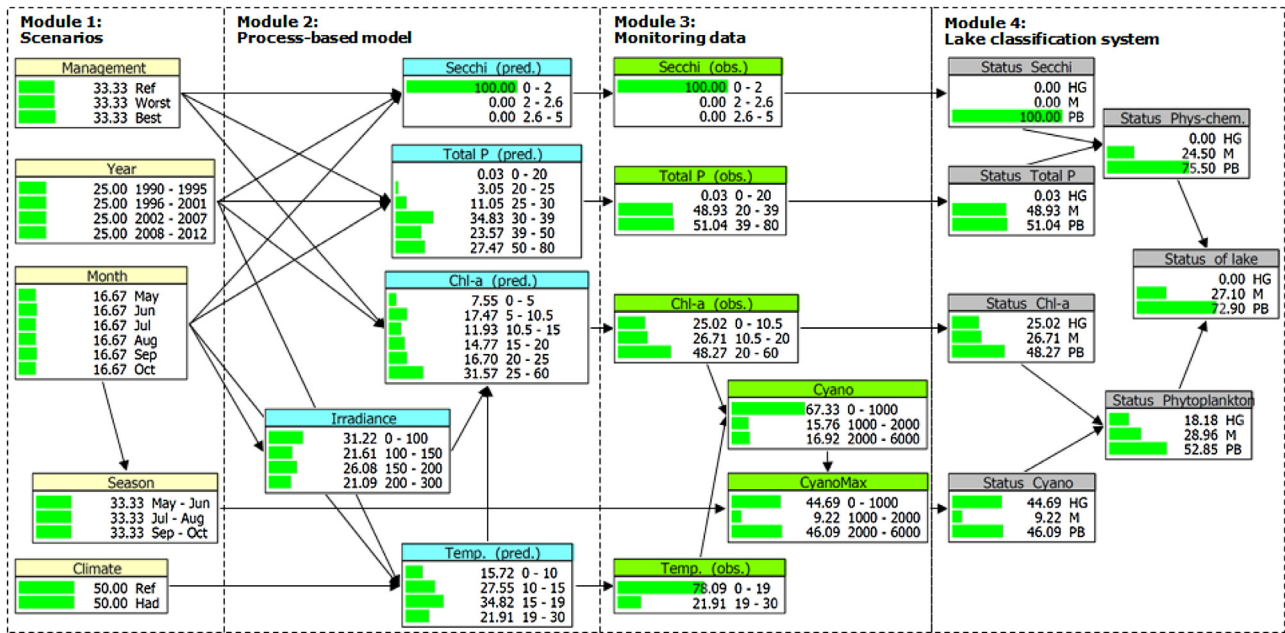 Module 1:
Scenarios
Management
33.33 Ref
33.33 Worst
33.33 Best
Year
25.00 1990 - 1995
25.00 1996 - 2001
25.00 2002 - 2007
25.00 2008 - 2012
Month
16.67 May
16.67 Jun
16.67 Jul
16.67 Aug
16.67 Sep
16.67 Oct
Season
33.33 May - Jun
33.33 Jul - Aug
33.33 Sep - Oct
Climate
50.00 Ref
50.00 Had
Module 2:
Process-based model
Secchi (pred.)
100.00 0 - 2
0.00 2 - 2.6
0.00 2.6 - 5
Total P (pred.)
0.03 0 - 20
3.05 20 - 25
11.05 25 - 30
34.83 30 - 39
23.57 39 - 50
27.47 50 - 80
Chl-a (pred.)
7.55 0 - 5
17.47 5 - 10.5
11.93 10.5 - 15
14.77 15 - 20
16.70 20 - 25
31.57 25 - 60
Irradiance
31.22 0 - 100
21.61 100 - 150
26.08 150 - 200
21.09 200 - 300
Temp. (pred.)
15.72 0 - 10
27.55 10 - 15
34.82 15 - 19
21.91 19 - 30
Module 3:
Monitoring data
Secchi (obs.)
100.00 0 - 2
0.00 2 - 2.6
0.00 2.6 - 5
Total P (obs.)
0.03 0 - 20
48.93 20 - 39
51.04 39 - 80
Chl-a (obs.)
25.02 0 - 10.5
26.71 10.5 - 20
48.27 20 - 60
Cyano
67.33 0 - 1000
15.76 1000 - 2000
16.92 2000 - 6000
CyanoMax
44.69 0 - 1000
9.22 1000 - 2000
46.09 2000 - 6000
Temp. (obs.)
78.09 0 - 19
21.91 19 - 30
Module 4:
Lake classification system
Status Secchi
0.00 HG
0.00 M
100.00 PB
Status Phys-chem.
0.00 HG
24.50 M
75.50 PB
Status Total P
0.03 HG
48.93 M
51.04 PB
Status of lake
0.00 HG
27.10 M
72.90 PB
Status Chl-a
25.02 HG
26.71 M
48.27 PB
Status Phytoplankton
18.18 HG
28.96 M
52.85 PB
Status Cyano
44.69 HG
9.22 M
46.09 PB